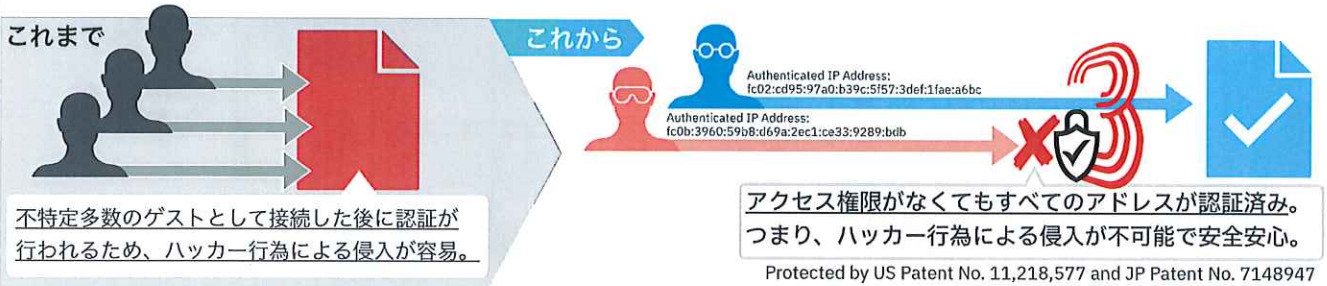 これまで
不特定多数のゲストとして接続した後に認証が
行われるため、ハッカー行為による侵入が容易。
これから
Authenticated IP Address:
fc02:cd95:97a0:b39c:5f57:3def:1fae:a6bc
Authenticated IP Address:
fc0b:3960:59b8:d69a:2ec1:ce33:9289:bdb
アクセス権限がなくてもすべてのアドレスが認証済み。
つまり、ハッカー行為による侵入が不可能で安全安心。
Protected by US Patent No. 11,218,577 and JP Patent No. 7148947